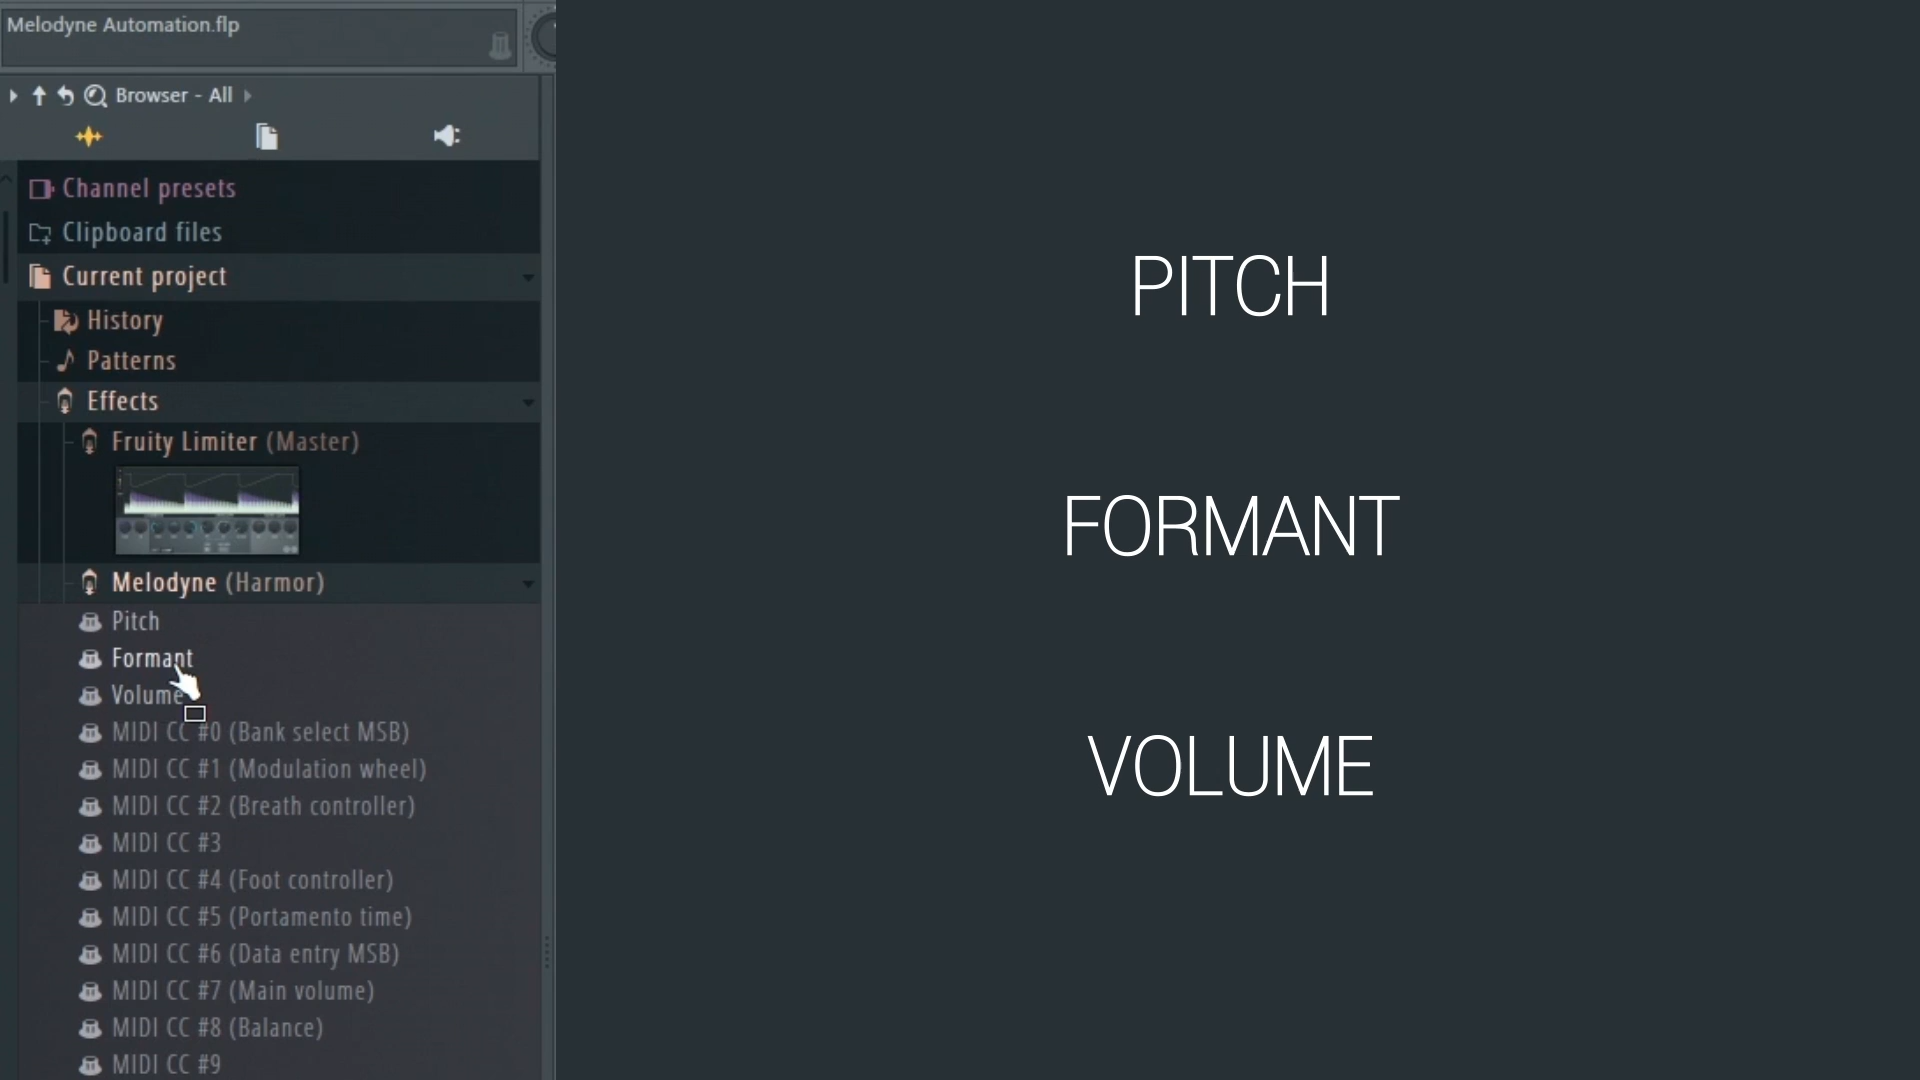 Melodyne Automation.flp
Browser - All
Channel presets
Clipboard files
Current project
History
Patterns
Effects
Fruity Limiter (Master)
Melodyne (Harmor)
Pitch
Formant
Volume
MIDI CC #0 (Bank select MSB)
MIDI CC #1 (Modulation wheel)
MIDI CC #2 (Breath controller)
MIDI CC #3
MIDI CC #4 (Foot controller)
MIDI CC #5 (Portamento time)
MIDI CC #6 (Data entry MSB)
MIDI CC #7 (Main volume)
MIDI CC #8 (Balance)
MIDI CC #9
PITCH
FORMANT
VOLUME